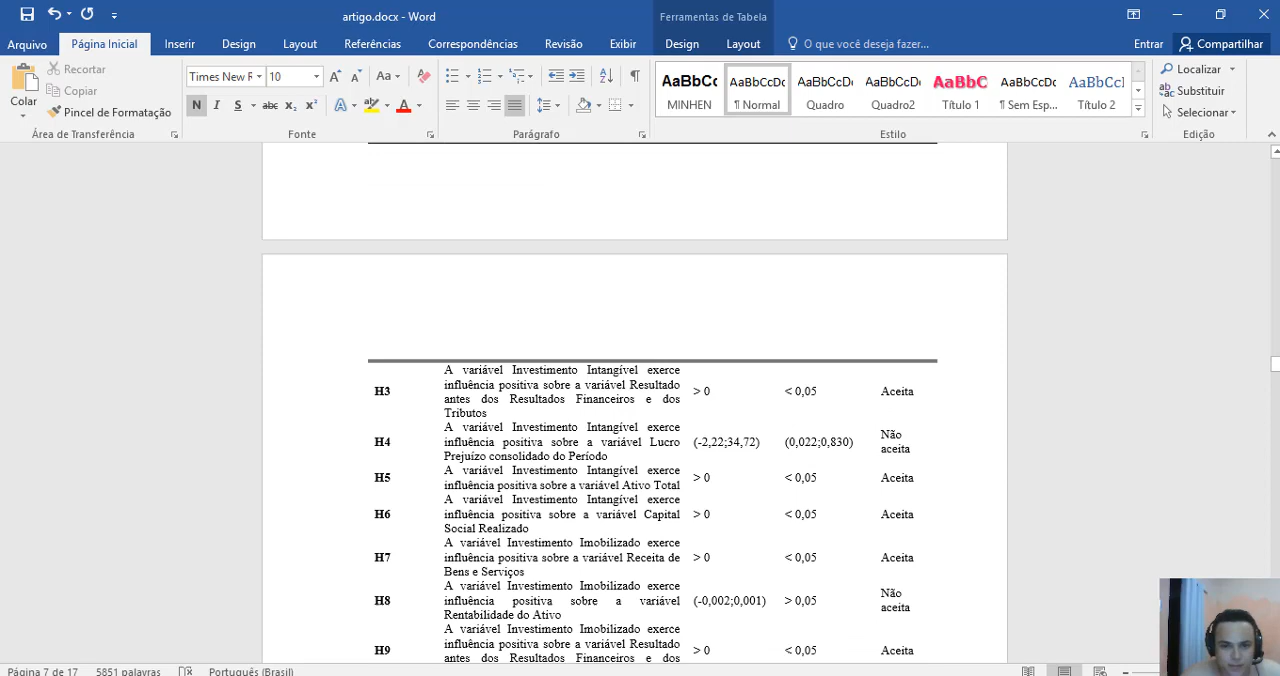 artigo.docx - Word
Ferramentas de Tabela
Arquivo
Página Inicial
Inserir
Design
Layout
Referências
Correspondências
Revisão
Exibir
Design
Layout
O que você deseja fazer...
Entrar
Compartilhar
Colar
Recortar
Copiar
Pincel de Formatação
Área de Transferência
Times New R
10
Aa
N
I
S
abc
x₂
x²
A
A
Fonte
Parágrafo
AaBbCc
MINHEN
AaBbCcDc
¶ Normal
AaBbCcDc
Quadro
AaBbCcDc
Quadro2
AaBbC
Título 1
AaBbCcDc
¶ Sem Esp...
AaBbCcI
Título 2
Estilo
Localizar
Substituir
Selecionar
Edição
H3
A variável Investimento Intangível exerce
influência positiva sobre a variável Resultado
antes dos Resultados Financeiros e dos
Tributos
> 0
< 0,05
Aceita
H4
A variável Investimento Intangível exerce
influência positiva sobre a variável Lucro
Prejuízo consolidado do Período
(-2,22;34,72)
(0,022;0,830)
Não
aceita
H5
A variável Investimento Intangível exerce
influência positiva sobre a variável Ativo Total
> 0
< 0,05
Aceita
H6
A variável Investimento Intangível exerce
influência positiva sobre a variável Capital
Social Realizado
> 0
< 0,05
Aceita
H7
A variável Investimento Imobilizado exerce
influência positiva sobre a variável Receita de
Bens e Serviços
> 0
< 0,05
Aceita
H8
A variável Investimento Imobilizado exerce
influência positiva sobre a variável
Rentabilidade do Ativo
(-0,002;0,001)
> 0,05
Não
aceita
H9
A variável Investimento Imobilizado exerce
influência positiva sobre a variável Resultado
antes dos Resultados Financeiros e dos
> 0
< 0,05
Aceita
Página 7 de 17
5851 palavras
Português (Brasil)